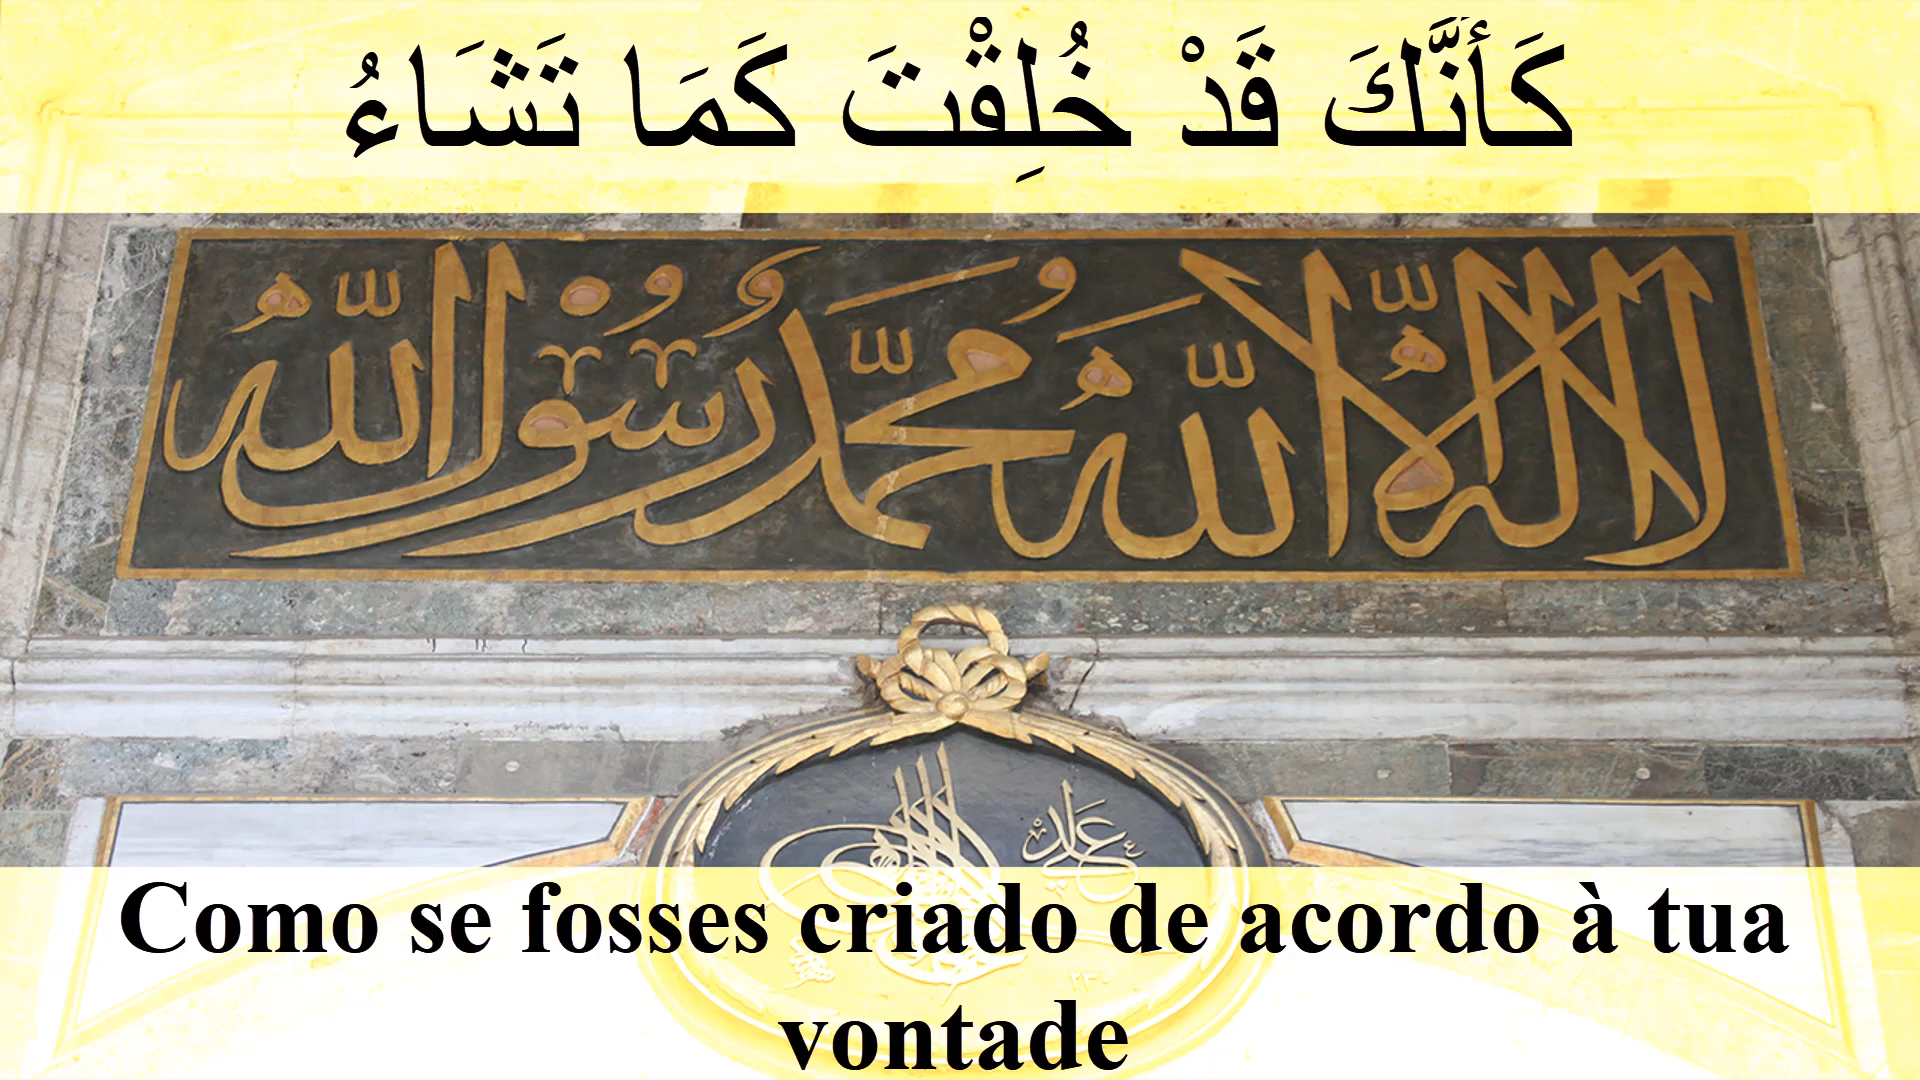 كَأَنَّكَ قَدْ خُلِقْتَ كَمَا تَشَاءُ
لا إله إلا الله محمد رسول الله
Como se fosses criado de acordo à tua
vontade